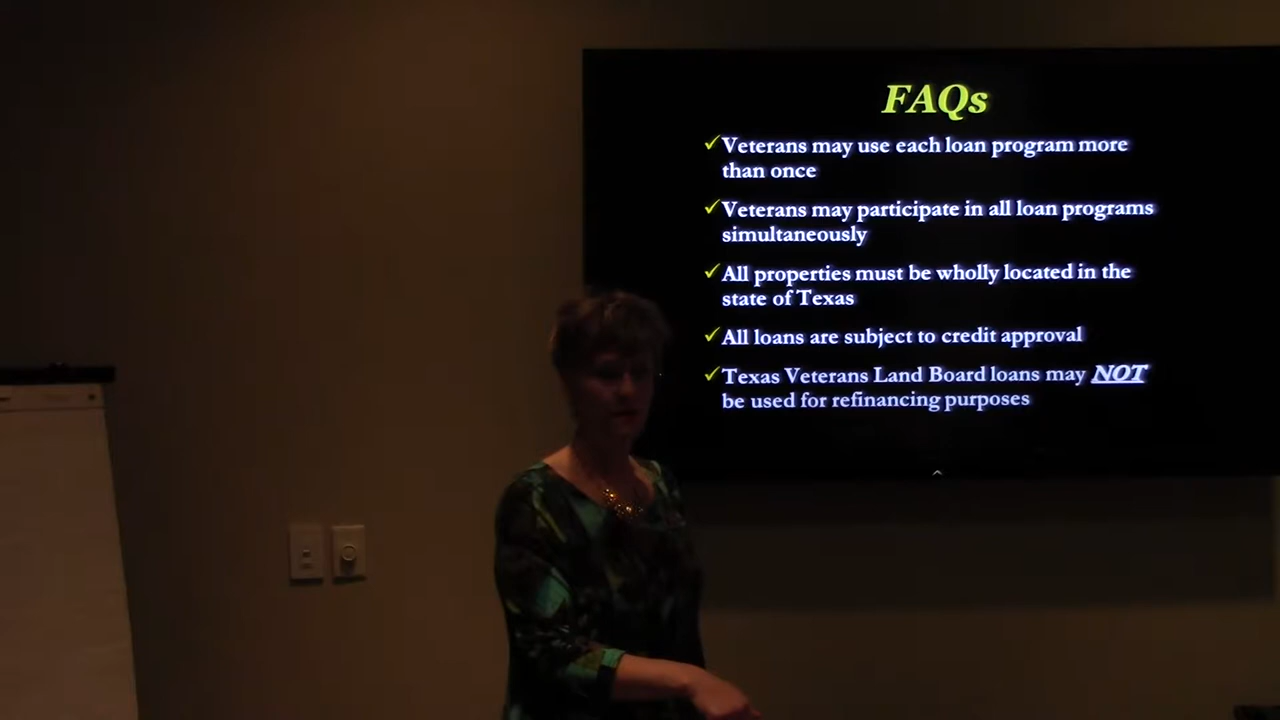 FAQs
✓Veterans may use each loan program more
than once
✓Veterans may participate in all loan programs
simultaneously
✓All properties must be wholly located in the
state of Texas
✓All loans are subject to credit approval
✓Texas Veterans Land Board loans may NOT
be used for refinancing purposes